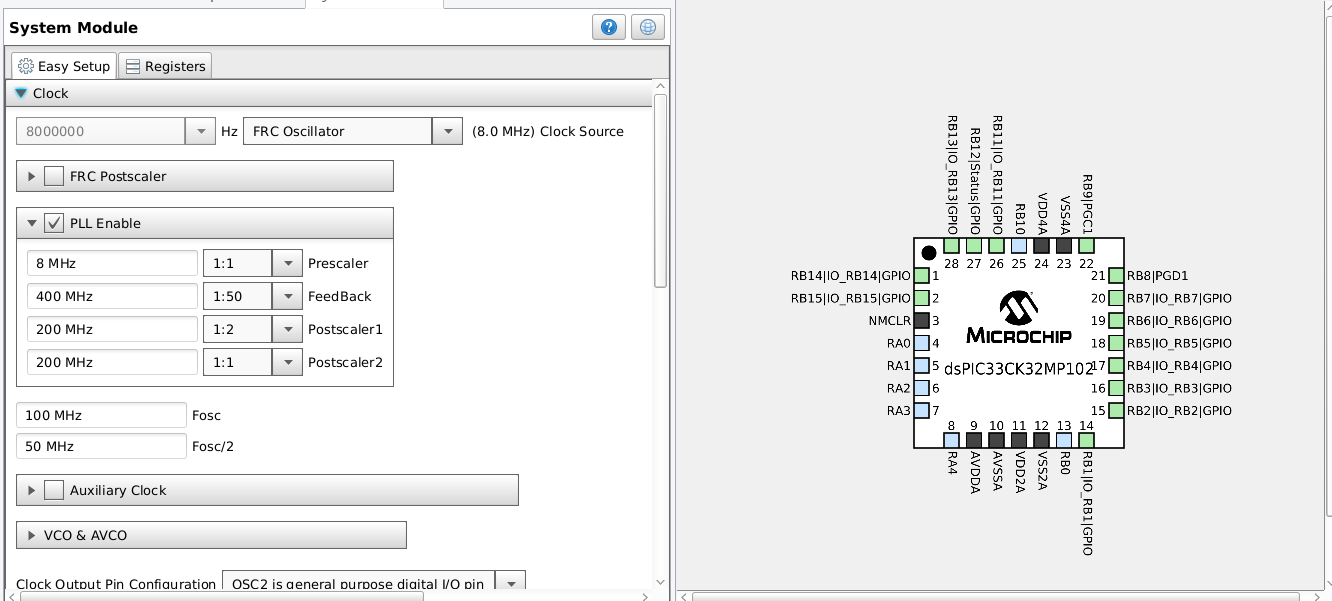 System Module
Easy Setup
Registers
Clock
8000000 Hz FRC Oscillator (8.0 MHz) Clock Source
FRC Postscaler
PLL Enable
8 MHz 1:1 Prescaler
400 MHz 1:50 FeedBack
200 MHz 1:2 Postscaler1
200 MHz 1:1 Postscaler2
100 MHz Fosc
50 MHz Fosc/2
Auxiliary Clock
VCO & AVCO
Clock Output Pin Configuration OSC2 is general purpose digital I/O pin
RB13|IO_RB13|GPIO
RB12|Status|GPIO
RB11|IO_RB11|GPIO
RB10
VDD4A
VSS4A
RB9|PGC1
28 27 26 25 24 23 22
RB14|IO_RB14|GPIO 1
RB15|IO_RB15|GPIO 2
NMCLR 3
RA0 4
RA1 5
RA2 6
RA3 7
MICROCHIP
dsPIC33CK32MP102
21 RB8|PGD1
20 RB7|IO_RB7|GPIO
19 RB6|IO_RB6|GPIO
18 RB5|IO_RB5|GPIO
17 RB4|IO_RB4|GPIO
16 RB3|IO_RB3|GPIO
15 RB2|IO_RB2|GPIO
8 9 10 11 12 13 14
RA4
AVDDA
AVSSA
VDD2A
VSS2A
RB0
RB1|IO_RB1|GPIO